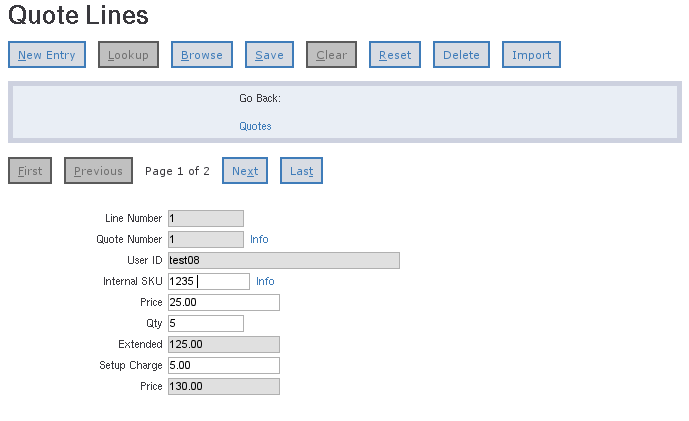 Quote Lines
New Entry Lookup Browse Save Clear Reset Delete Import
Go Back:
Quotes
First Previous Page 1 of 2 Next Last
Line Number 1
Quote Number 1 Info
User ID test08
Internal SKU 1235 Info
Price 25.00
Qty 5
Extended 125.00
Setup Charge 5.00
Price 130.00